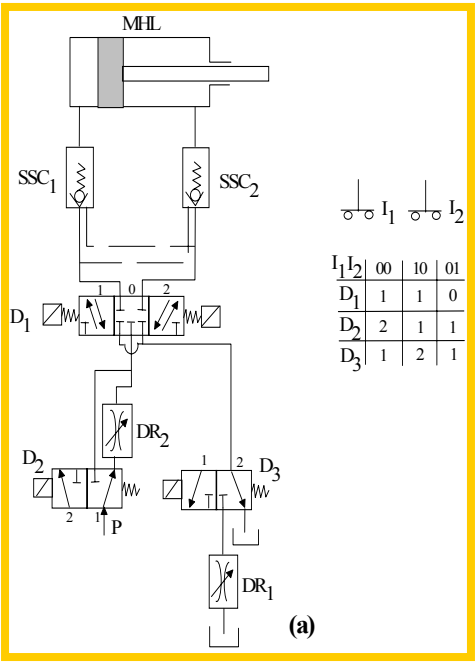 MHL
SSC1 SSC2
I1 I2
1 0 2
D1
I1I2 00 10 01
D1 1 1 0
D2 2 1 1
D3 1 2 1
DR2
D2 1 2 D3
2 1
P
DR1
(a)